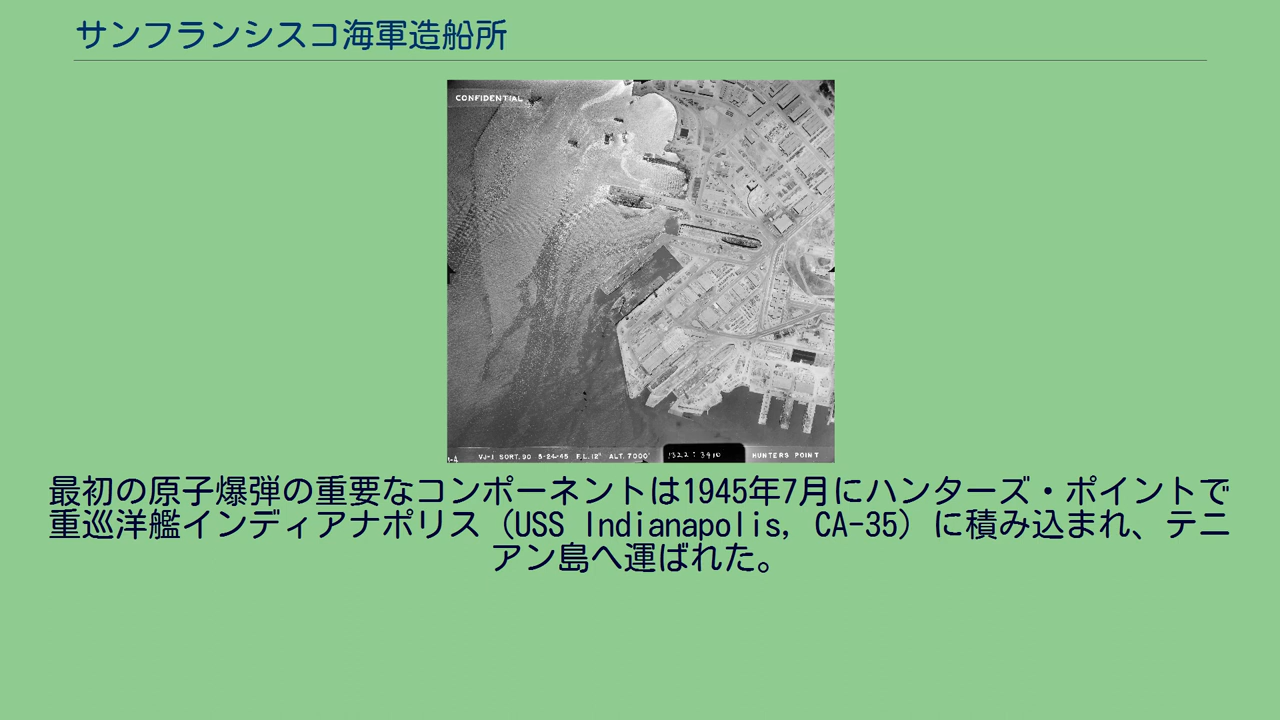 サンフランシスコ海軍造船所
CONFIDENTIAL
VJ-1 SORT.90 5-24-45 F.L.12" ALT. 7000'
1322 : 3910
HUNTERS POINT
最初の原子爆弾の重要なコンポーネントは1945年7月にハンターズ・ポイントで
重巡洋艦インディアナポリス（USS Indianapolis, CA-35）に積み込まれ、テニ
アン島へ運ばれた。